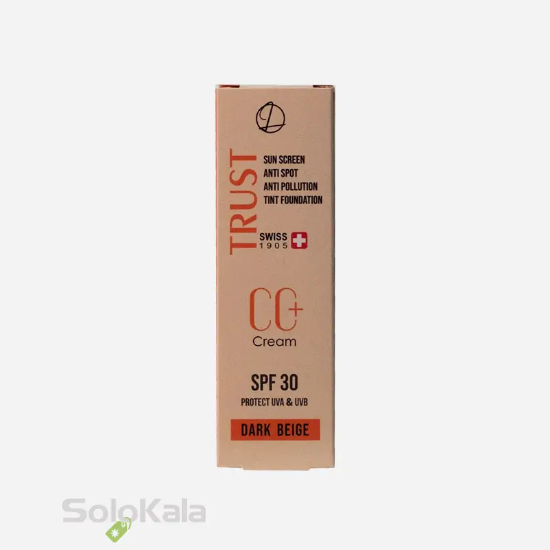 TRUST
SUN SCREEN
ANTI SPOT
ANTI POLLUTION
TINT FOUNDATION
SWISS
1905
CC+
Cream
SPF 30
PROTECT UVA & UVB
DARK BEIGE
SoloKala